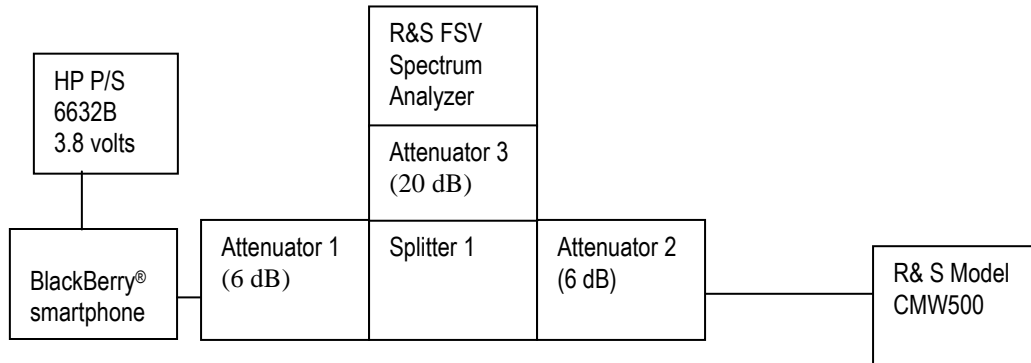 R&S FSV
Spectrum
Analyzer
HP P/S
6632B
3.8 volts
Attenuator 3
(20 dB)
BlackBerry®
smartphone
Attenuator 1
(6 dB)
Splitter 1
Attenuator 2
(6 dB)
R& S Model
CMW500